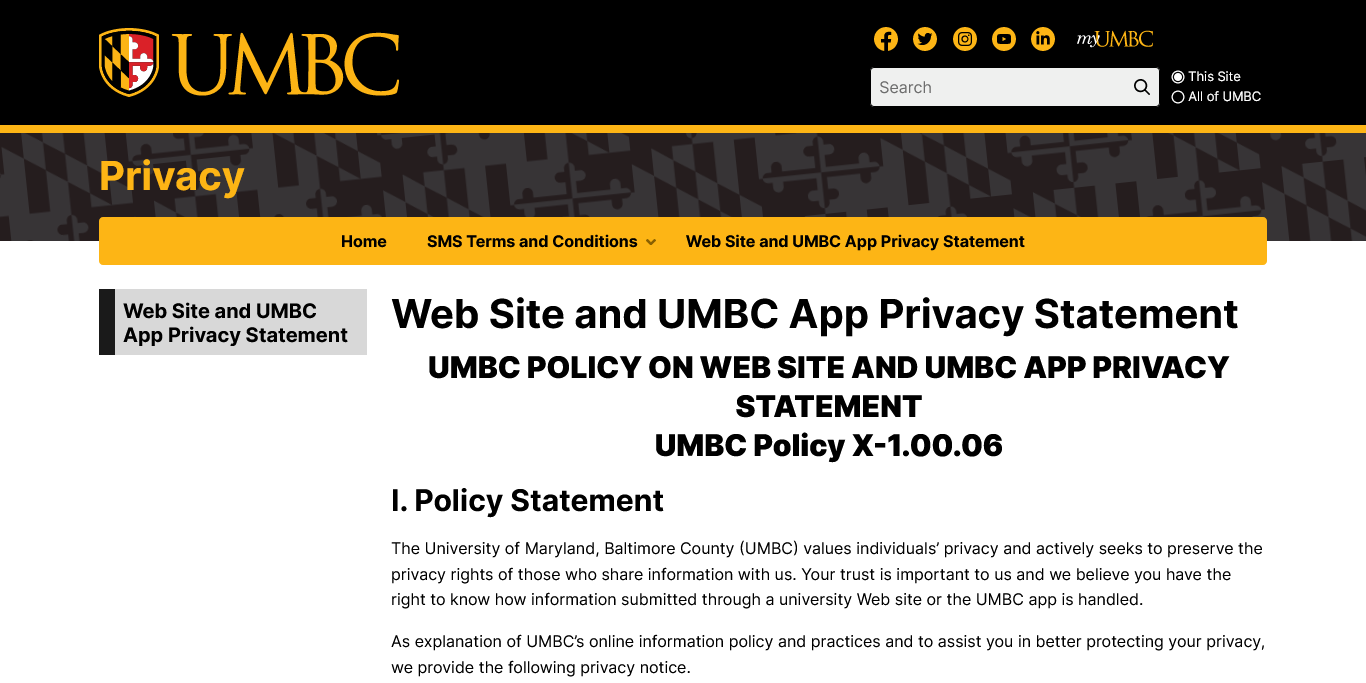 UMBC
myUMBC
Search
This Site
All of UMBC
Privacy
Home
SMS Terms and Conditions
Web Site and UMBC App Privacy Statement
Web Site and UMBC
App Privacy Statement
Web Site and UMBC App Privacy Statement
UMBC POLICY ON WEB SITE AND UMBC APP PRIVACY
STATEMENT
UMBC Policy X-1.00.06
I. Policy Statement
The University of Maryland, Baltimore County (UMBC) values individuals’ privacy and actively seeks to preserve the
privacy rights of those who share information with us. Your trust is important to us and we believe you have the
right to know how information submitted through a university Web site or the UMBC app is handled.
As explanation of UMBC’s online information policy and practices and to assist you in better protecting your privacy,
we provide the following privacy notice.